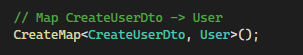 // Map CreateUserDto -> User
CreateMap<CreateUserDto, User>();